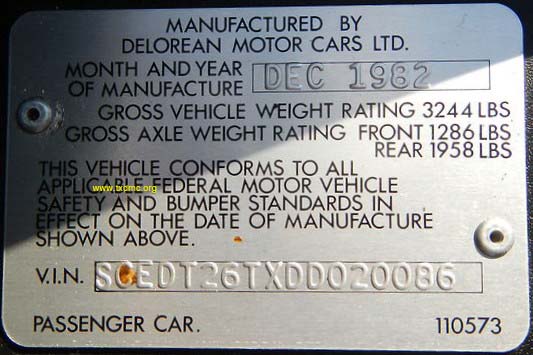 MANUFACTURED BY
DELOREAN MOTOR CARS LTD.
MONTH AND YEAR
OF MANUFACTURE DEC 1982
GROSS VEHICLE WEIGHT RATING 3244 LBS
GROSS AXLE WEIGHT RATING FRONT 1286 LBS
REAR 1958 LBS
THIS VEHICLE CONFORMS TO ALL
APPLICABLE FEDERAL MOTOR VEHICLE
www.txcmc.org
SAFETY AND BUMPER STANDARDS IN
EFFECT ON THE DATE OF MANUFACTURE
SHOWN ABOVE.
V.I.N. SCEDT26TXDD020086
PASSENGER CAR. 110573